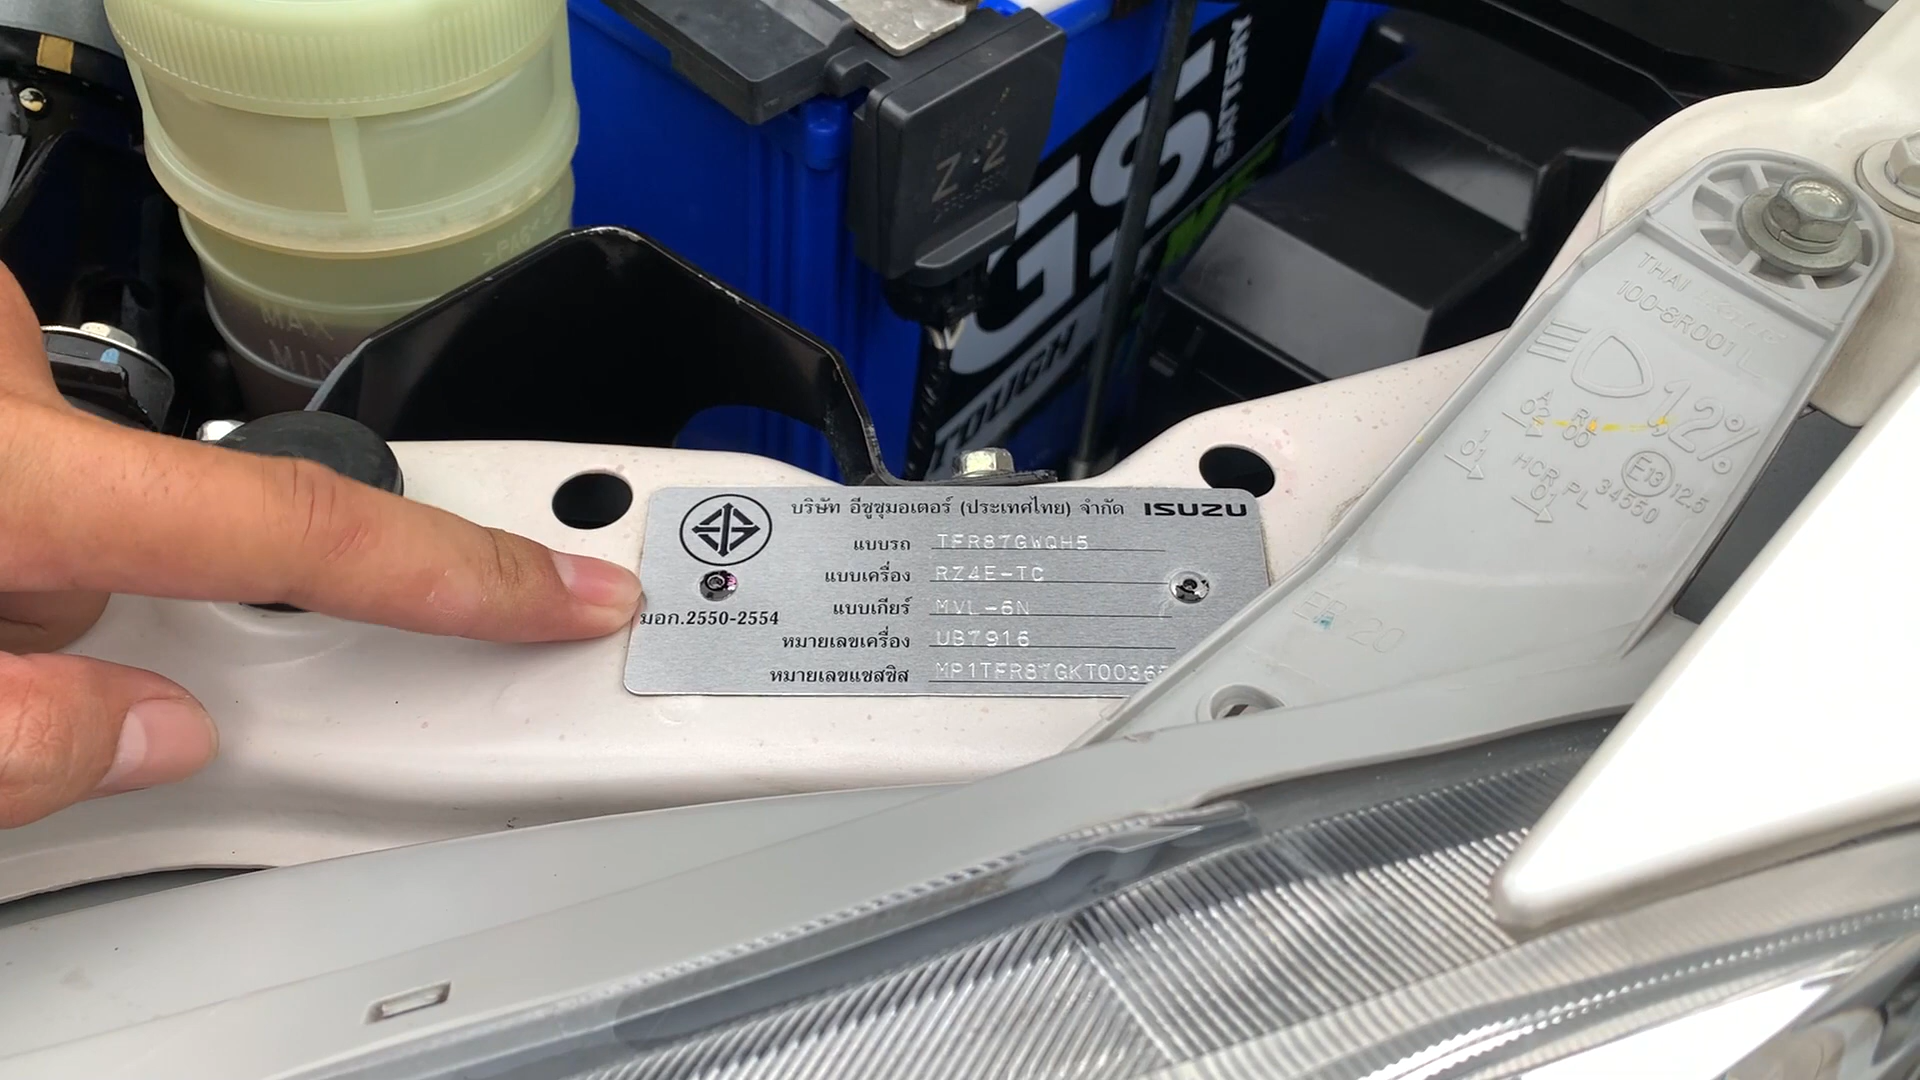 MAX
MIN
Z 2
GS
BATTERY
TOUGH
บริษัท อีซูซุมอเตอร์ (ประเทศไทย) จำกัด ISUZU
แบบรถ TFR87GWQH5
แบบเครื่อง RZ4E-TC
แบบเกียร์ MVL-6N
มอก.2550-2554
หมายเลขเครื่อง UB7916
หมายเลขแชสซิส MP1TFR87GKT0036
THAI
100-8R001 L
12%
HCR PL
E13
34550
12.5